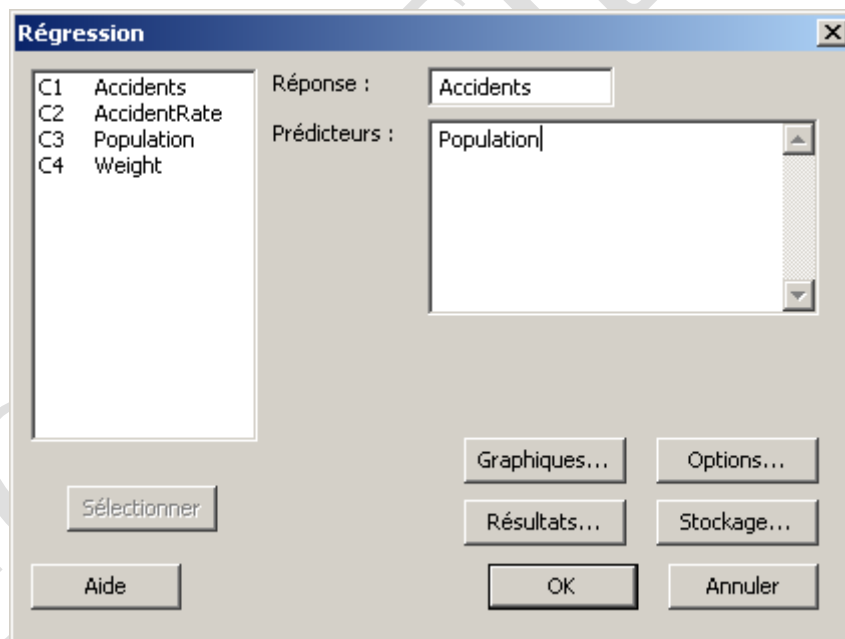 Régression
C1 Accidents
C2 AccidentRate
C3 Population
C4 Weight
Réponse :
Accidents
Prédicteurs :
Population
Graphiques...
Options...
Sélectionner
Résultats...
Stockage...
Aide
OK
Annuler